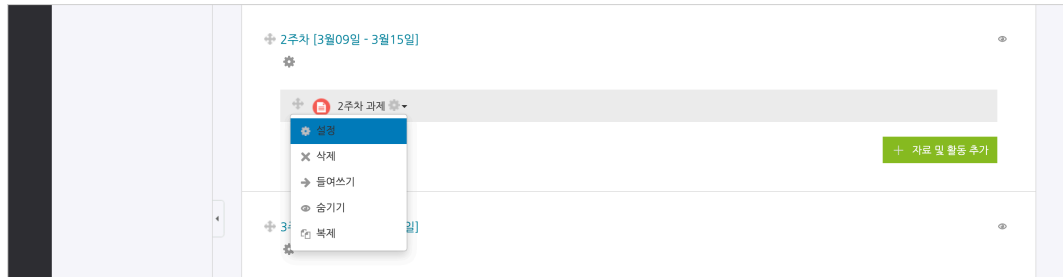 2주차 [3월09일 - 3월15일]
2주차 과제
설정
삭제
+ 자료 및 활동 추가
들여쓰기
숨기기
3 일]
복제